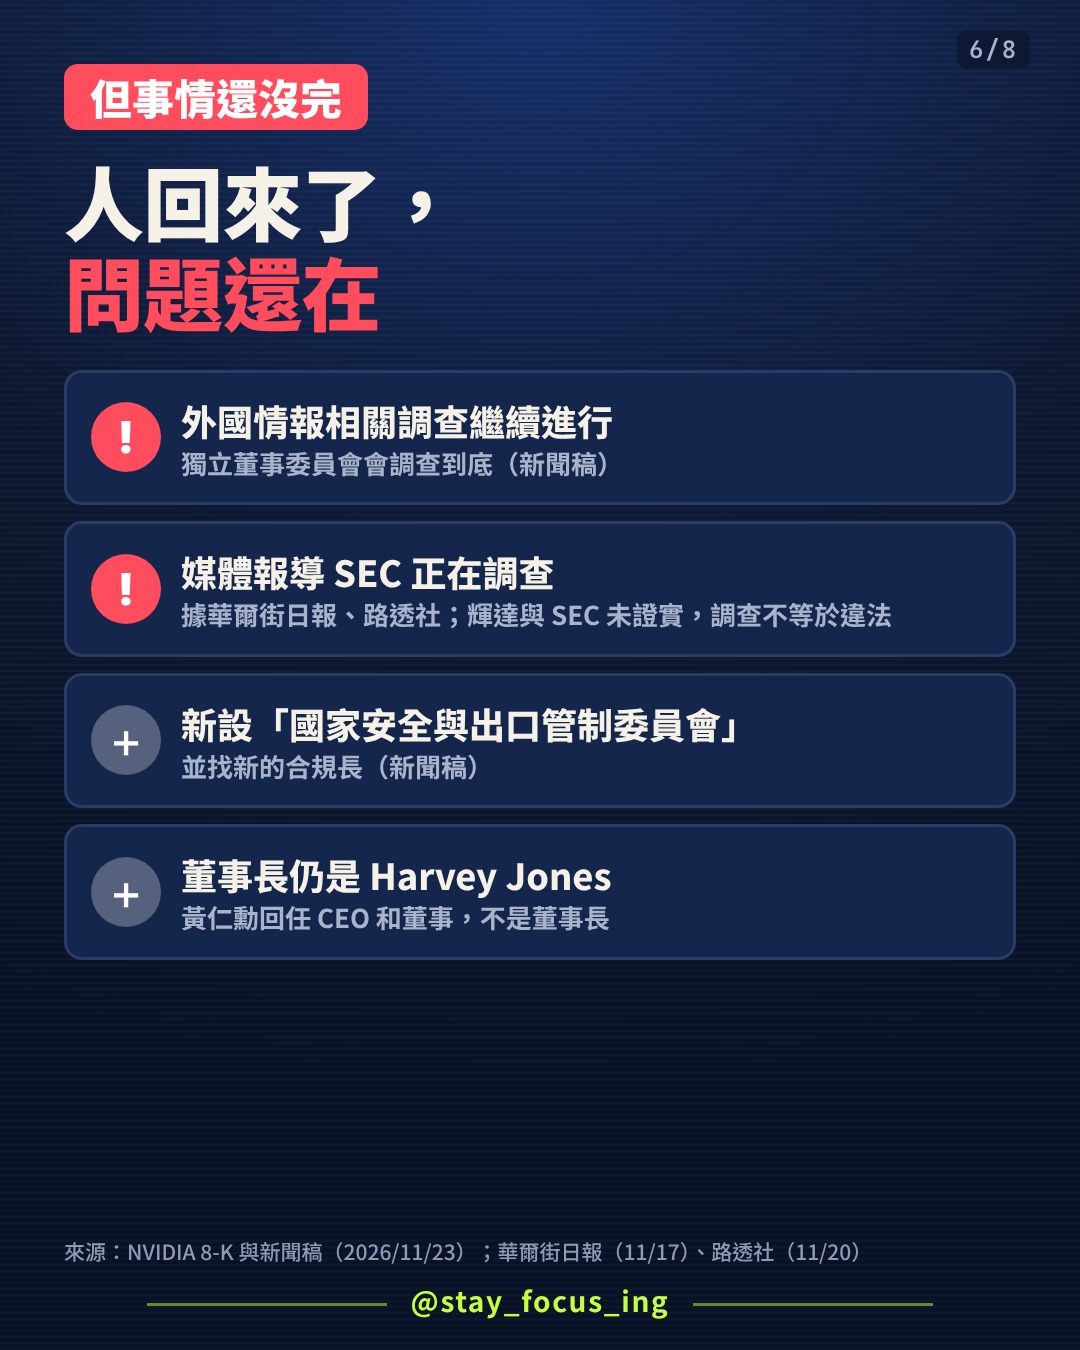 6/8
但事情還沒完
人回來了，
問題還在
!
外國情報相關調查繼續進行
獨立董事委員會會調查到底（新聞稿）
!
媒體報導 SEC 正在調查
據華爾街日報、路透社；輝達與 SEC 未證實，調查不等於違法
+
新設「國家安全與出口管制委員會」
並找新的合規長（新聞稿）
+
董事長仍是 Harvey Jones
黃仁勳回任 CEO 和董事，不是董事長
來源：NVIDIA 8-K 與新聞稿（2026/11/23）；華爾街日報（11/17）、路透社（11/20）
@stay_focus_ing